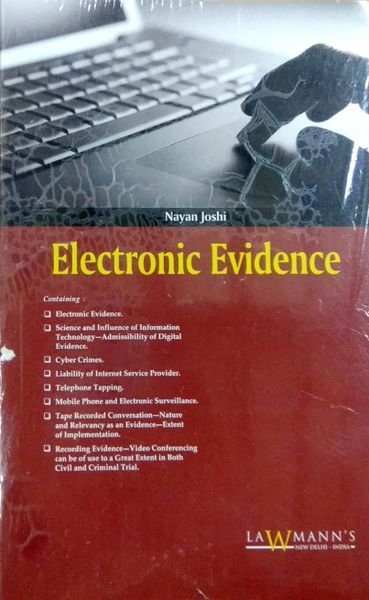 Nayan Joshi
Electronic Evidence
Containing :
❑ Electronic Evidence.
❑ Science and Influence of Information
Technology—Admissibility of Digital
Evidence.
❑ Cyber Crimes.
❑ Liability of Internet Service Provider.
❑ Telephone Tapping.
❑ Mobile Phone and Electronic Surveillance.
❑ Tape Recorded Conversation—Nature
and Relevancy as an Evidence—Extent
of Implementation.
❑ Recording Evidence—Video Conferencing
can be of use to a Great Extent in Both
Civil and Criminal Trial.
LAWMANN'S
NEW DELHI - INDIA